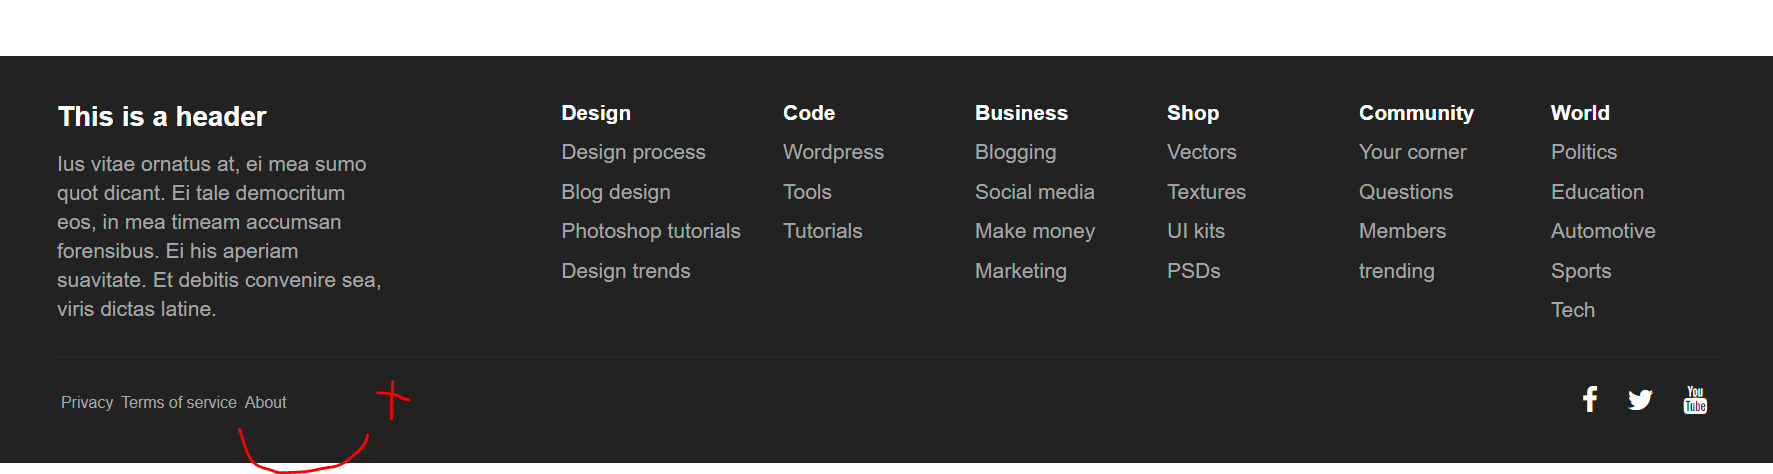 This is a header
Ius vitae ornatus at, ei mea sumo
quot dicant. Ei tale democritum
eos, in mea timeam accumsan
forensibus. Ei his aperiam
suavitate. Et debitis convenire sea,
viris dictas latine.
Design
Design process
Blog design
Photoshop tutorials
Design trends
Code
Wordpress
Tools
Tutorials
Business
Blogging
Social media
Make money
Marketing
Shop
Vectors
Textures
UI kits
PSDs
Community
Your corner
Questions
Members
trending
World
Politics
Education
Automotive
Sports
Tech
Privacy Terms of service About
You
Tube